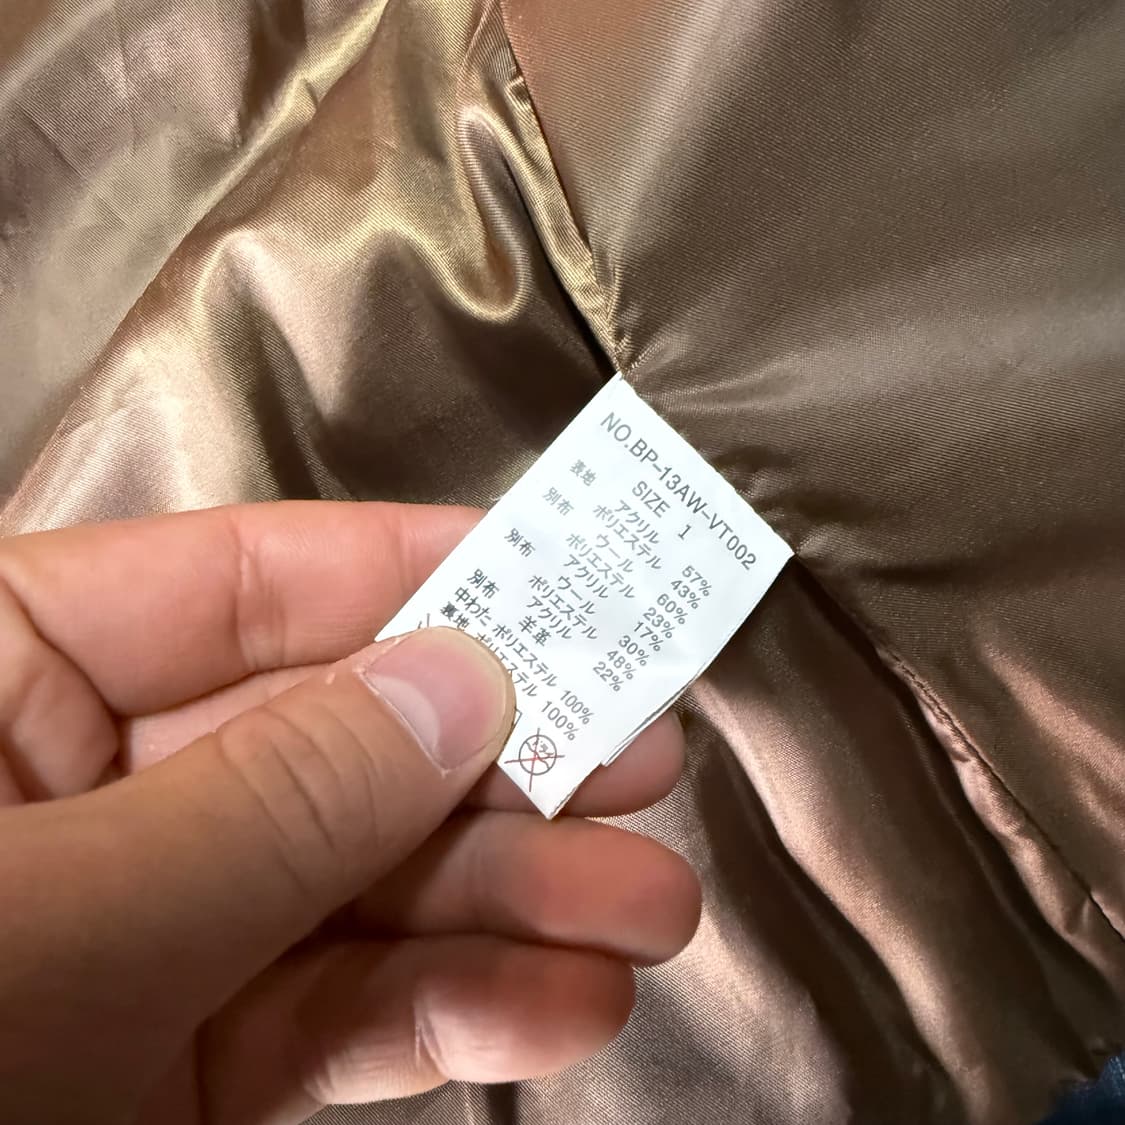 NO.BP-13AW-VT002
SIZE 1
表地 アクリル 57%
ポリエステル 43%
別布 ウール 60%
ポリエステル 23%
アクリル 17%
別布 ウール 30%
ポリエステル 48%
アクリル 22%
別布 羊革
中わた ポリエステル 100%
裏地 ポリエステル 100%